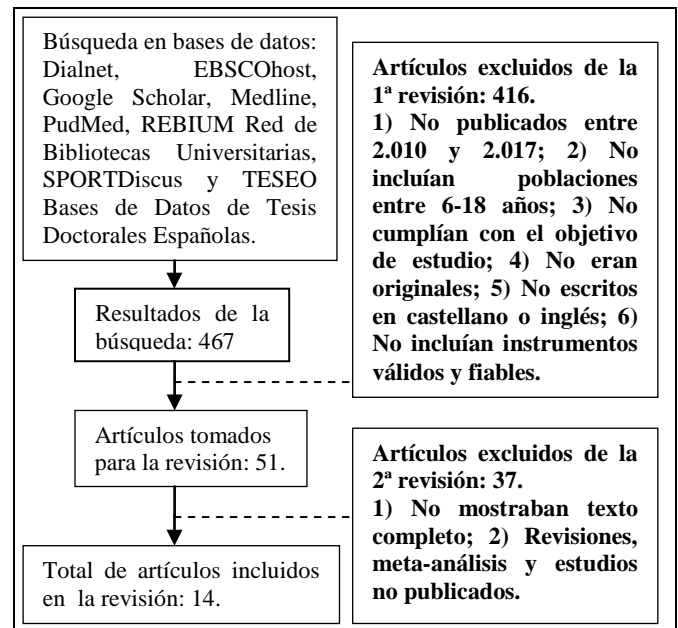 Búsqueda en bases de datos:
Dialnet, EBSCOhost,
Google Scholar, Medline,
PudMed, REBIUM Red de
Bibliotecas Universitarias,
SPORTDiscus y TESEO
Bases de Datos de Tesis
Doctorales Españolas.
Artículos excluidos de la
1ª revisión: 416.
1) No publicados entre
2.010 y 2.017; 2) No
incluían poblaciones
entre 6-18 años; 3) No
cumplían con el objetivo
de estudio; 4) No eran
originales; 5) No escritos
en castellano o inglés; 6)
No incluían instrumentos
válidos y fiables.
Resultados de la
búsqueda: 467
Artículos tomados
para la revisión: 51.
Artículos excluidos de la
2ª revisión: 37.
1) No mostraban texto
completo; 2) Revisiones,
meta-análisis y estudios
no publicados.
Total de artículos incluidos
en la revisión: 14.